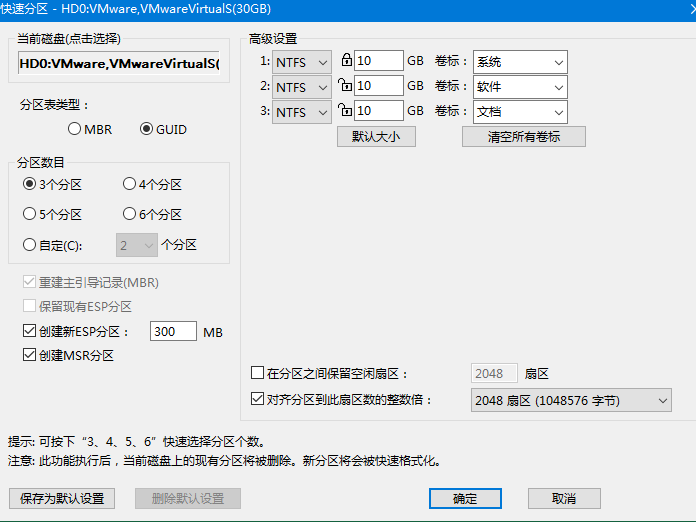 快速分区 - HD0:VMware,VMwareVirtualS(30GB)
当前磁盘(点击选择)
HD0:VMware,VMwareVirtualS(
分区表类型：
MBR GUID
分区数目
3个分区 4个分区
5个分区 6个分区
自定(C): 2 个分区
重建主引导记录(MBR)
保留现有ESP分区
创建新ESP分区： 300 MB
创建MSR分区
高级设置
1: NTFS 10 GB 卷标： 系统
2: NTFS 10 GB 卷标： 软件
3: NTFS 10 GB 卷标： 文档
默认大小 清空所有卷标
在分区之间保留空闲扇区： 2048 扇区
对齐分区到此扇区数的整数倍： 2048 扇区 (1048576 字节)
提示: 可按下“3、4、5、6”快速选择分区个数。
注意: 此功能执行后，当前磁盘上的现有分区将被删除。新分区将会被快速格式化。
保存为默认设置 删除默认设置 确定 取消